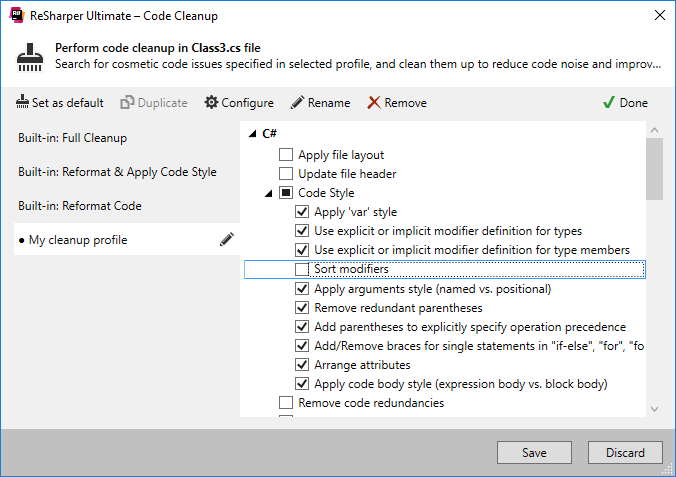 ReSharper Ultimate – Code Cleanup
Perform code cleanup in Class3.cs file
Search for cosmetic code issues specified in selected profile, and clean them up to reduce code noise and improv...
Set as default
Duplicate
Configure
Rename
Remove
Done
Built-in: Full Cleanup
Built-in: Reformat & Apply Code Style
Built-in: Reformat Code
● My cleanup profile
C#
Apply file layout
Update file header
Code Style
Apply 'var' style
Use explicit or implicit modifier definition for types
Use explicit or implicit modifier definition for type members
Sort modifiers
Apply arguments style (named vs. positional)
Remove redundant parentheses
Add parentheses to explicitly specify operation precedence
Add/Remove braces for single statements in "if-else", "for", "fo
Arrange attributes
Apply code body style (expression body vs. block body)
Remove code redundancies
Save
Discard